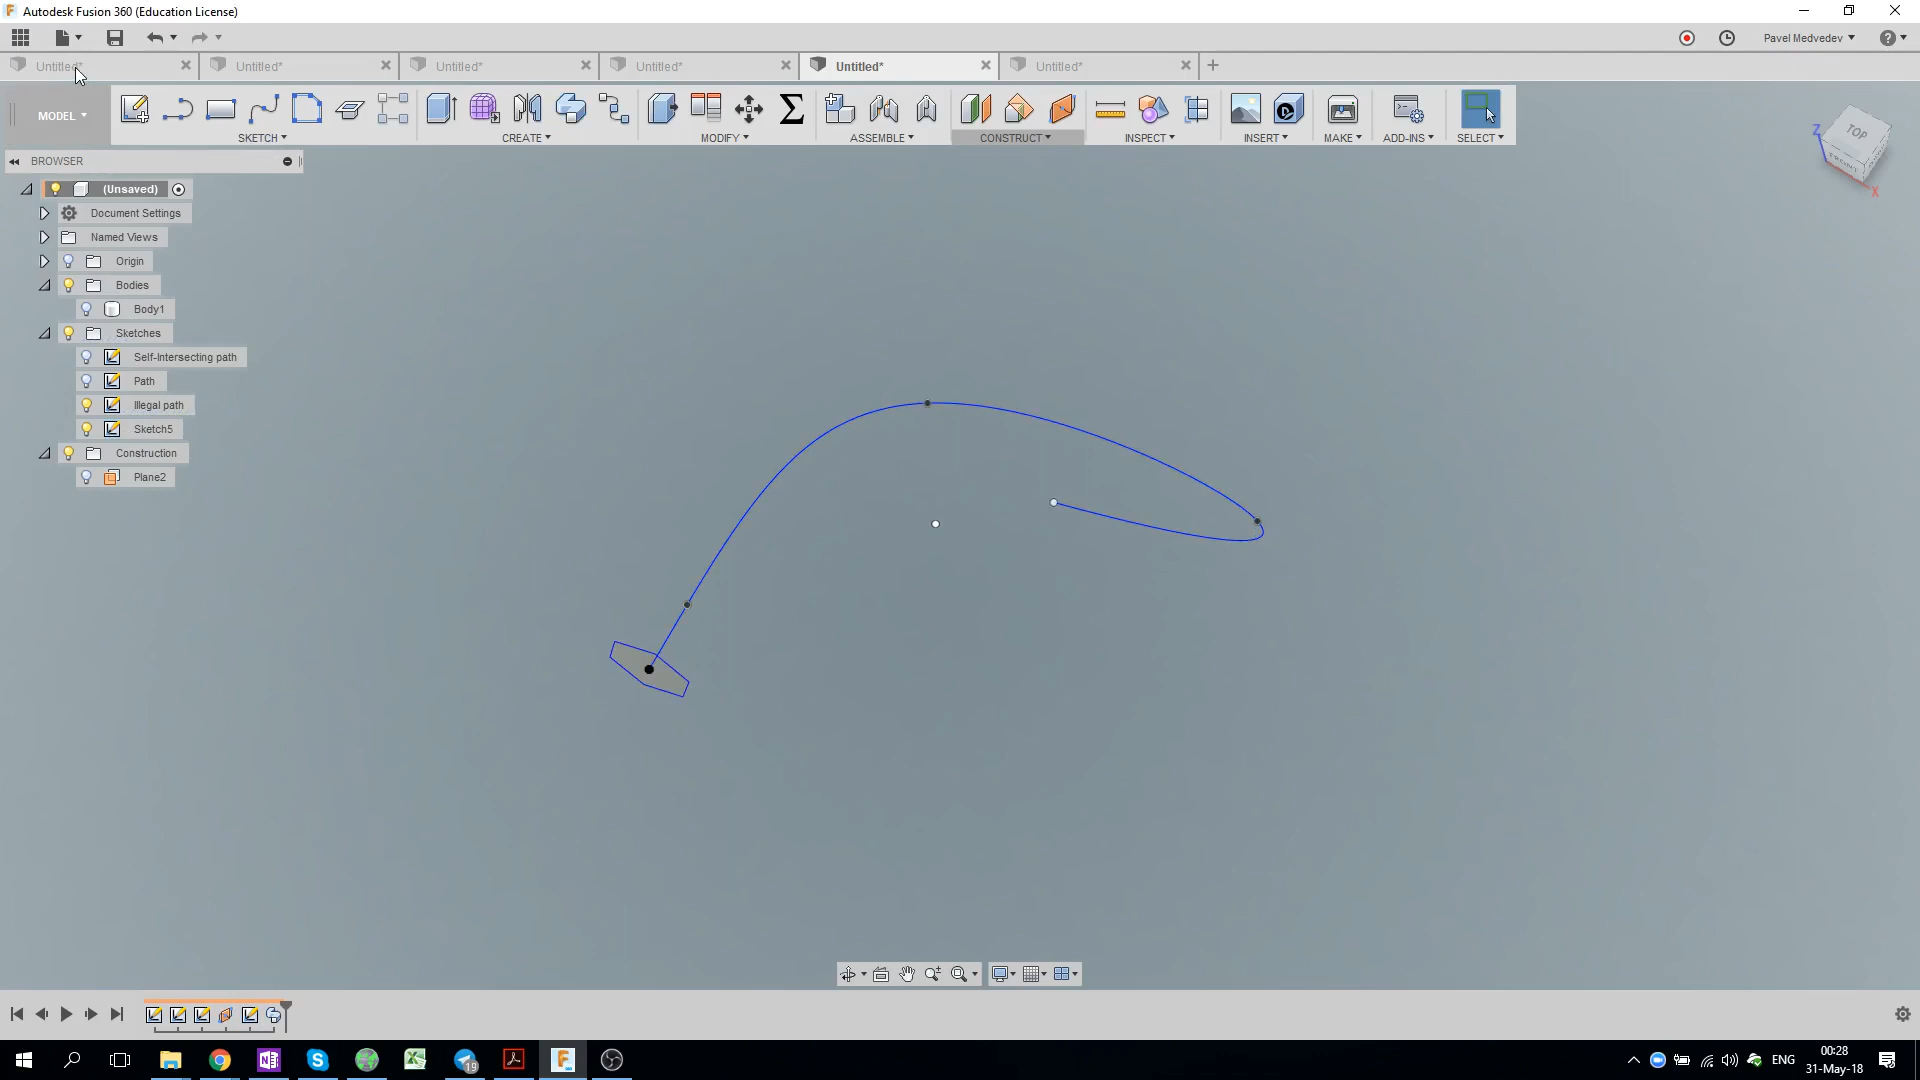 Autodesk Fusion 360 (Education License)
Pavel Medvedev
Untitled* Untitled* Untitled* Untitled* Untitled* Untitled*
MODEL
SKETCH CREATE MODIFY ASSEMBLE CONSTRUCT INSPECT INSERT MAKE ADD-INS SELECT
BROWSER
(Unsaved)
Document Settings
Named Views
Origin
Bodies
Body1
Sketches
Self-Intersecting path
Path
Illegal path
Sketch5
Construction
Plane2
TOP
FRONT
Z
X
19
ENG
00:28
31-May-18